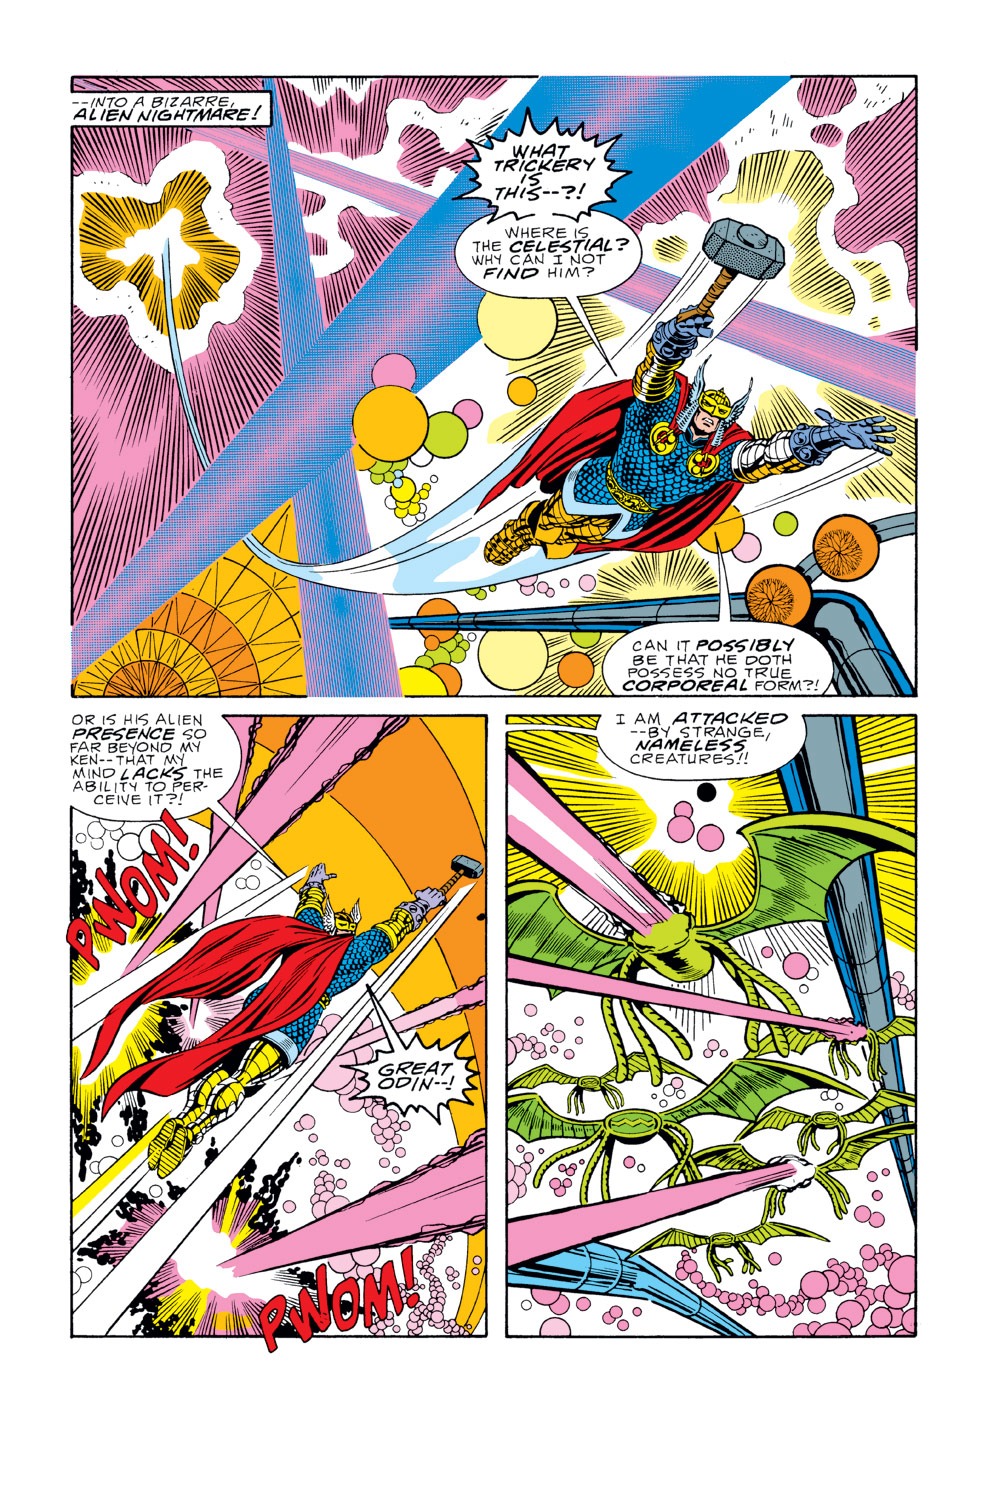 --INTO A BIZARRE,
ALIEN NIGHTMARE!
WHAT
TRICKERY
IS
THIS--?!
WHERE IS
THE CELESTIAL?
WHY CAN I NOT
FIND HIM?
CAN IT POSSIBLY
BE THAT HE DOTH
POSSESS NO TRUE
CORPOREAL FORM?!
OR IS HIS ALIEN
PRESENCE SO
FAR BEYOND MY
KEN--THAT MY
MIND LACKS THE
ABILITY TO PER-
CEIVE IT?!
PWOM!
GREAT
ODIN--!
PWOM!
I AM ATTACKED
--BY STRANGE,
NAMELESS
CREATURES!!